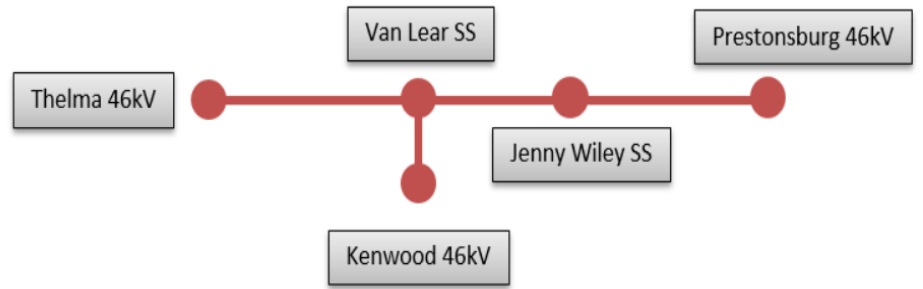 Van Lear SS
Prestonsburg 46kV
Thelma 46kV
Jenny Wiley SS
Kenwood 46kV